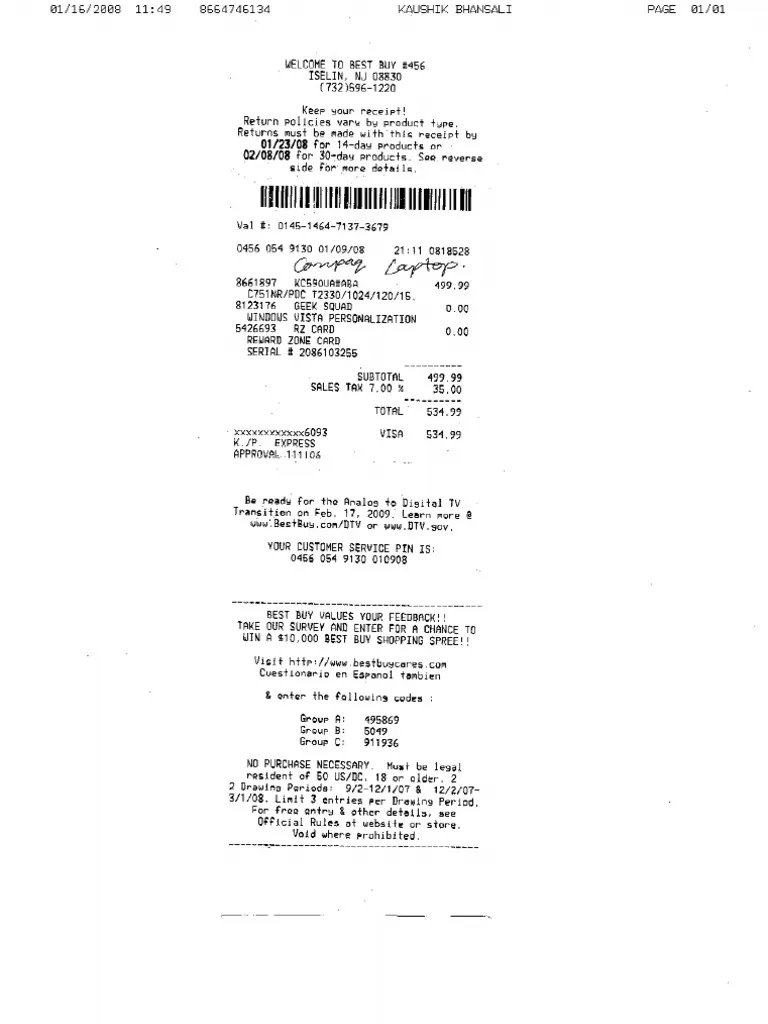 01/16/2008 11:49 8664746134 KAUSHIK BHANSALI PAGE 01/01
WELCOME TO BEST BUY #456
ISELIN, NJ 08830
(732)596-1220
Keep your receipt!
Return policies vary by product type.
Returns must be made with this receipt by
01/23/08 for 14-day products or
02/08/08 for 30-day products. See reverse
side for more details.
Val #: 0145-1464-7137-3679
0456 054 9130 01/09/08 21:11 0818528
Compaq Laptop.
8661897 KC590UA#ABA 499.99
C751NR/PDC T2330/1024/120/15.
8123176 GEEK SQUAD 0.00
WINDOWS VISTA PERSONALIZATION
5426693 RZ CARD 0.00
REWARD ZONE CARD
SERIAL # 2086103255
SUBTOTAL 499.99
SALES TAX 7.00 % 35.00
TOTAL 534.99
xxxxxxxxxxxx6093 VISA 534.99
K./P. EXPRESS
APPROVAL 111106
Be ready for the Analog to Digital TV
Transition on Feb. 17, 2009. Learn more @
www.BestBuy.com/DTV or www.DTV.gov.
YOUR CUSTOMER SERVICE PIN IS:
0456 054 9130 010908
BEST BUY VALUES YOUR FEEDBACK!!
TAKE OUR SURVEY AND ENTER FOR A CHANCE TO
WIN A $10,000 BEST BUY SHOPPING SPREE!!
Visit http://www.bestbuycares.com
Cuestionario en Espanol tambien
& enter the following codes :
Group A: 495869
Group B: 5049
Group C: 911936
NO PURCHASE NECESSARY. Must be legal
resident of 50 US/DC, 18 or older. 2
2 Drawing Periods: 9/2-12/1/07 & 12/2/07-
3/1/08. Limit 3 entries per Drawing Period.
For free entry & other details, see
Official Rules at website or store.
Void where prohibited.